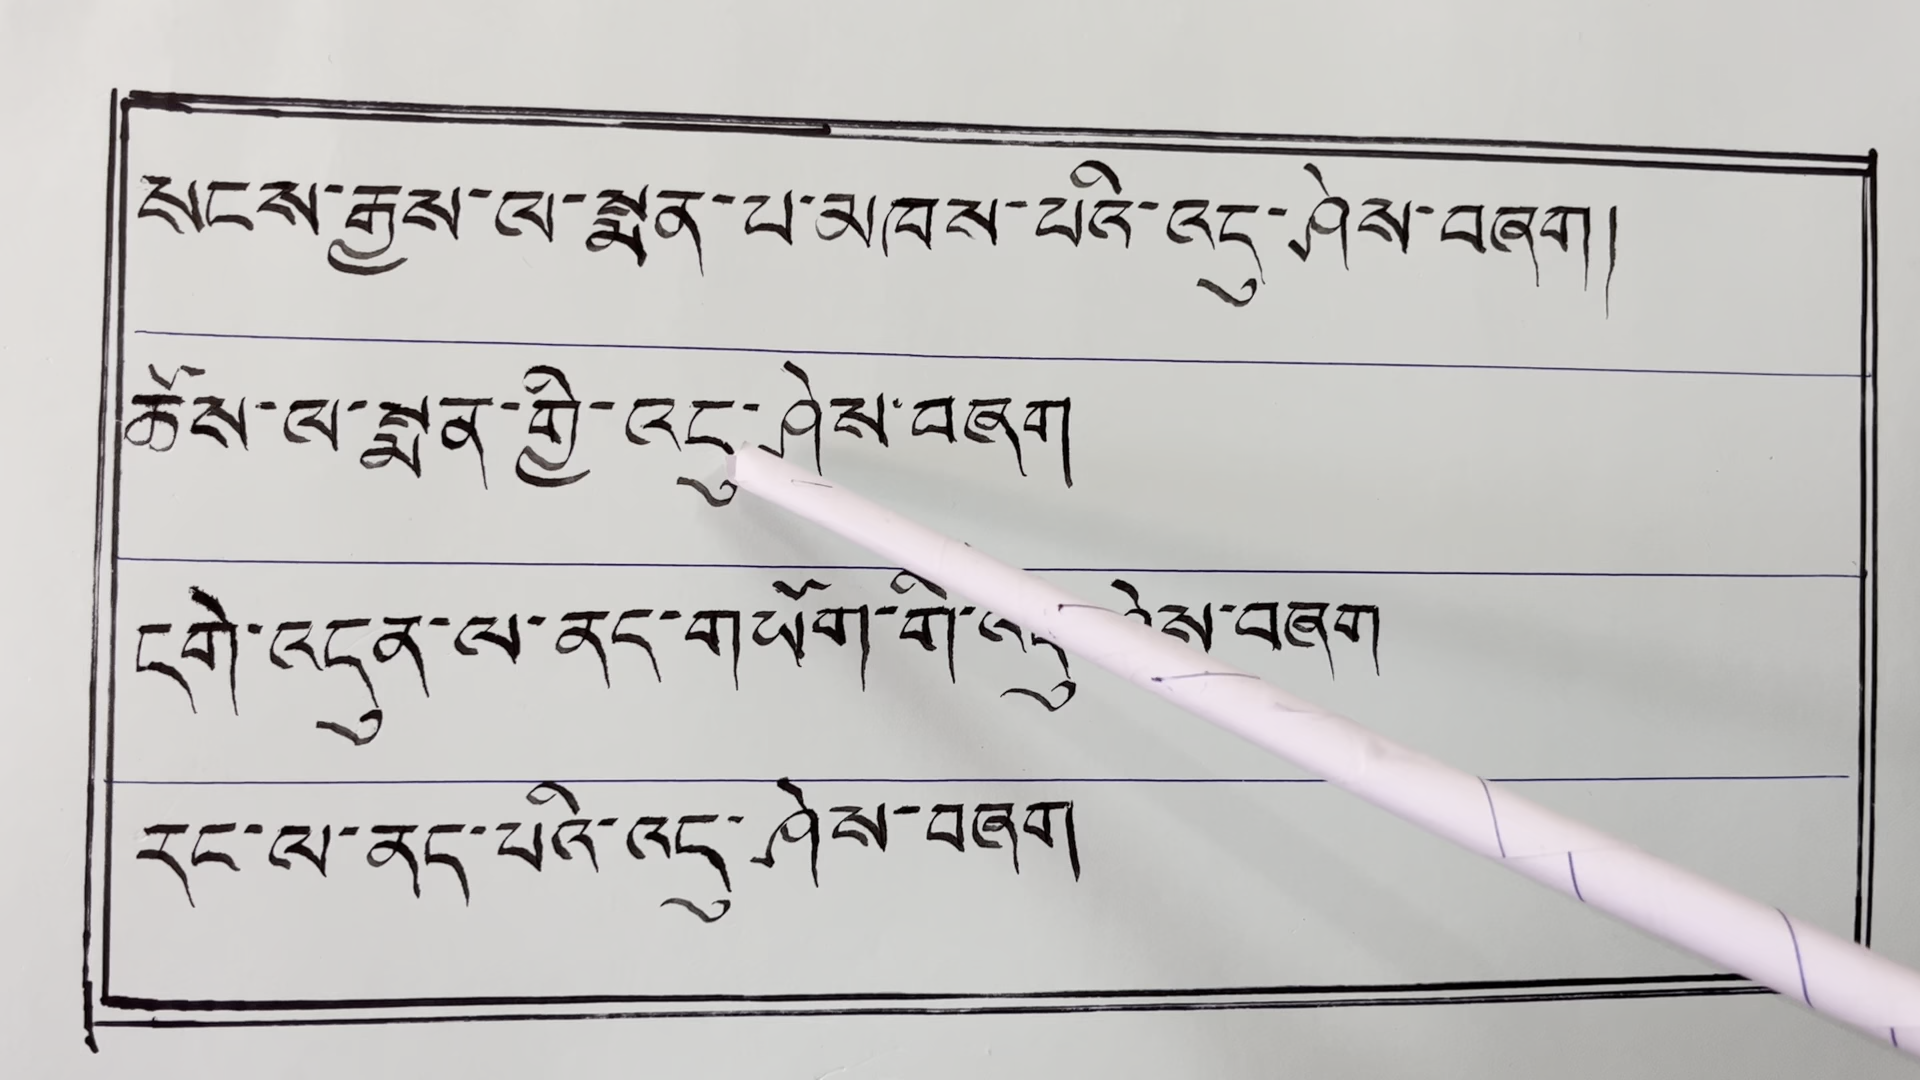 སངས་རྒྱས་ལ་སྨན་པ་མཁས་པའི་འདུ་ཤེས་བཞག།
ཆོས་ལ་སྨན་གྱི་འདུ་ཤེས་བཞག
དགེ་འདུན་ལ་ནད་གཡོག་གི་འདུ་ཤེས་བཞག
རང་ལ་ནད་པའི་འདུ་ཤེས་བཞག